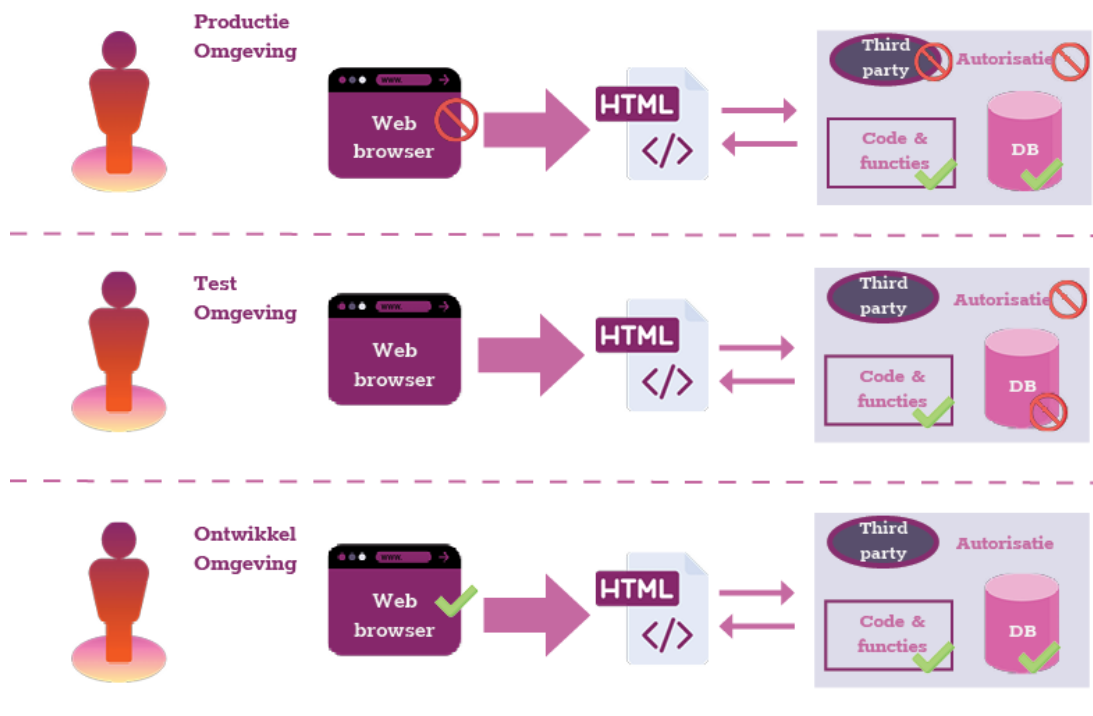 Productie
Omgeving
www.
Web
browser
HTML
</>
Third
party
Autorisatie
Code &
functies
DB
Test
Omgeving
www.
Web
browser
HTML
</>
Third
party
Autorisatie
Code &
functies
DB
Ontwikkel
Omgeving
www.
Web
browser
HTML
</>
Third
party
Autorisatie
Code &
functies
DB